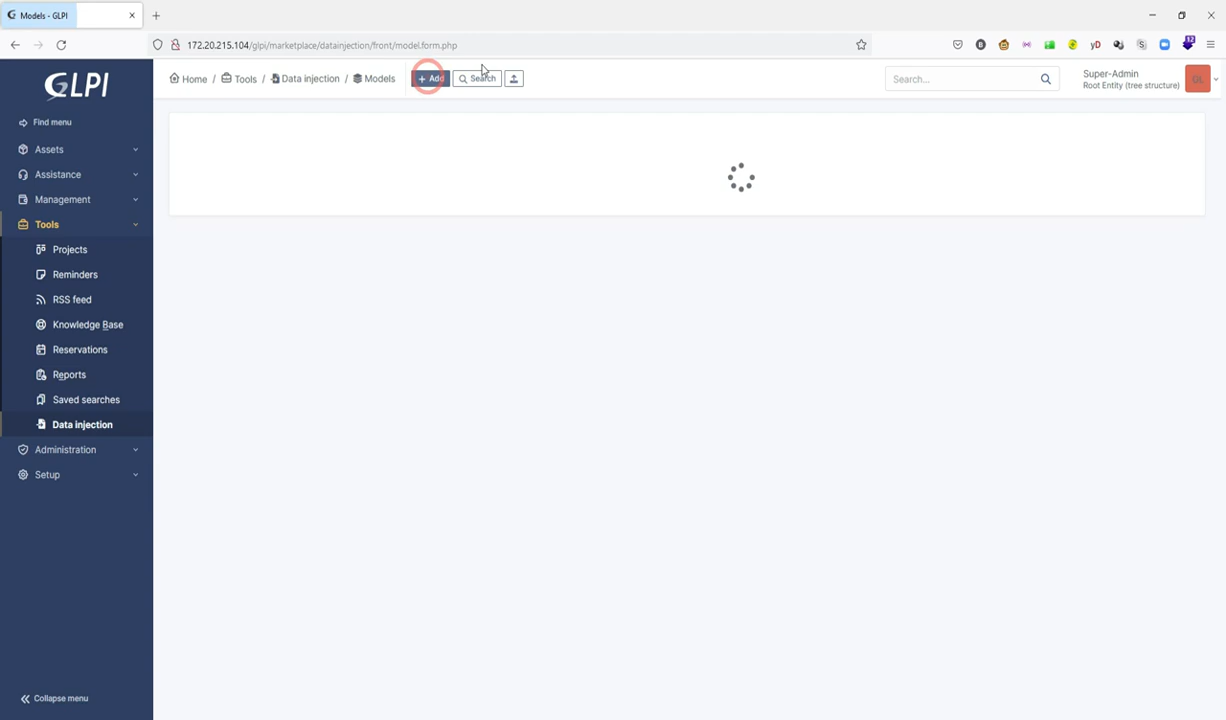 Models - GLPI
172.20.215.104/glpi/marketplace/datainjection/front/model.form.php
12
GLPI
Home / Tools / Data injection / Models
+ Add
Search
Search...
Super-Admin
Root Entity (tree structure)
GL
Find menu
Assets
Assistance
Management
Tools
Projects
Reminders
RSS feed
Knowledge Base
Reservations
Reports
Saved searches
Data injection
Administration
Setup
Collapse menu